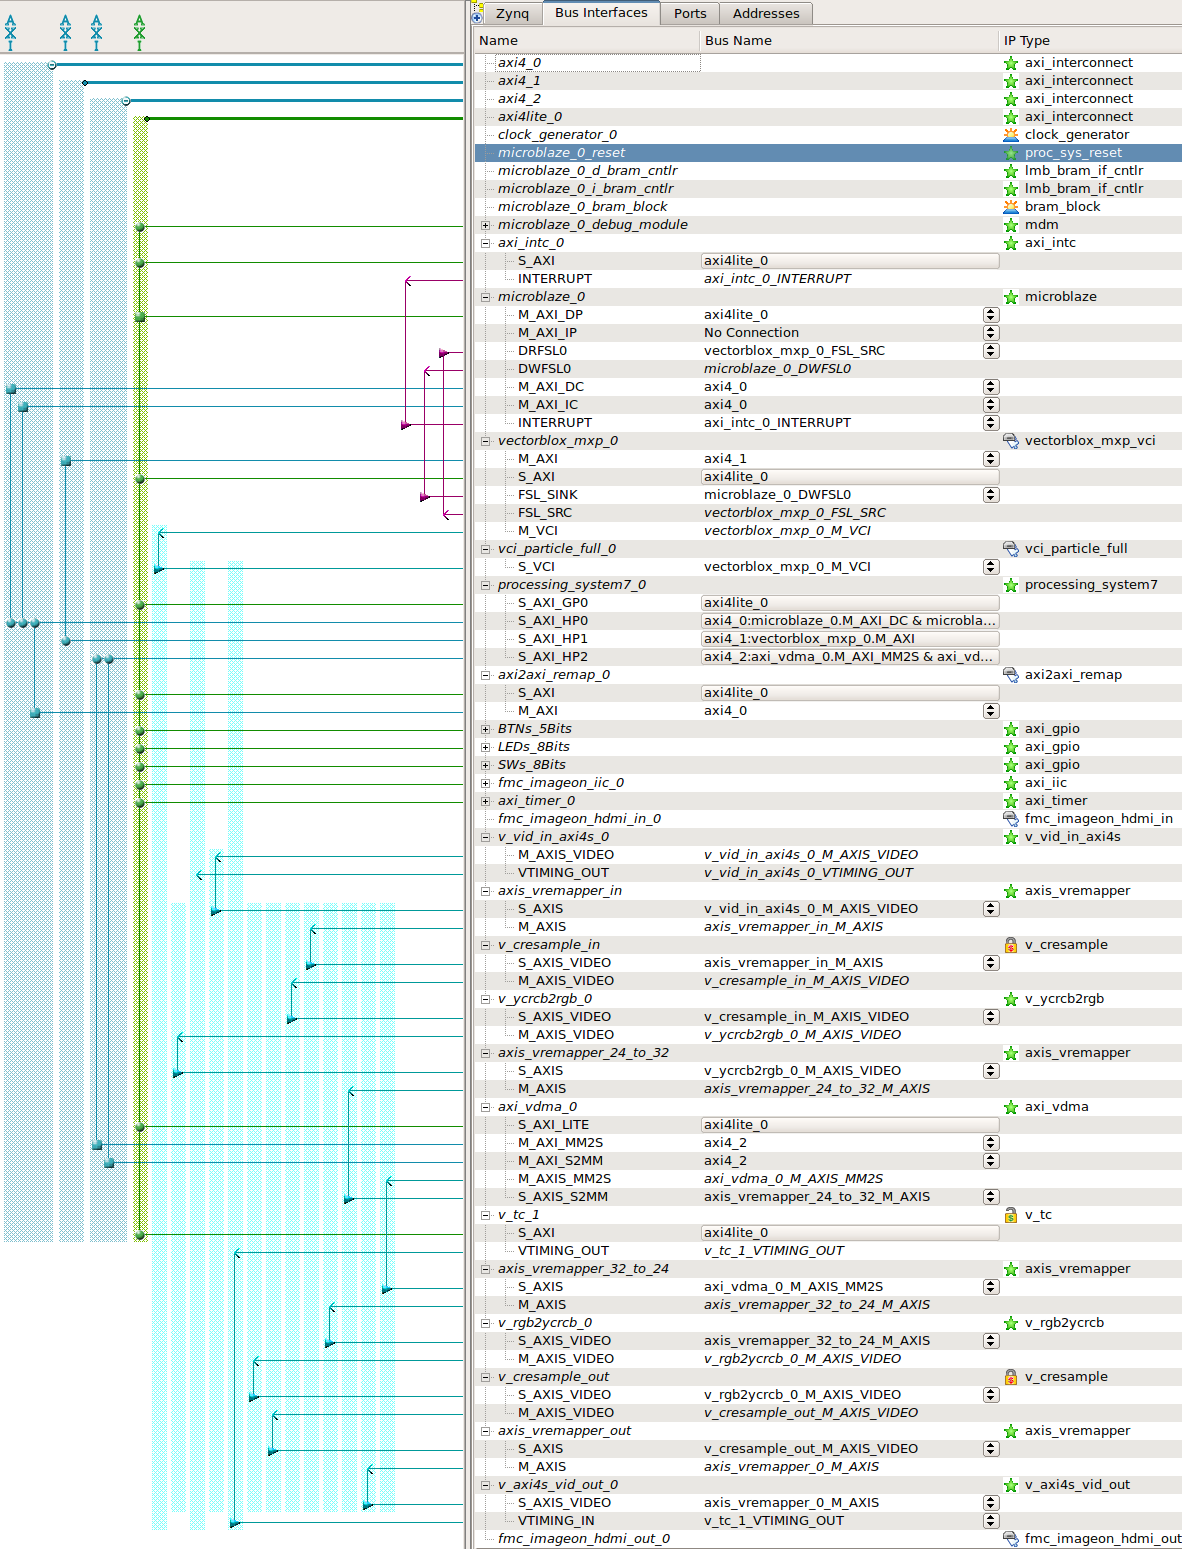 A A A A
X X X X
I I I I
Zynq Bus Interfaces Ports Addresses
Name Bus Name IP Type
axi4_0 axi_interconnect
axi4_1 axi_interconnect
axi4_2 axi_interconnect
axi4lite_0 axi_interconnect
clock_generator_0 clock_generator
microblaze_0_reset proc_sys_reset
microblaze_0_d_bram_cntlr lmb_bram_if_cntlr
microblaze_0_i_bram_cntlr lmb_bram_if_cntlr
microblaze_0_bram_block bram_block
microblaze_0_debug_module mdm
axi_intc_0 axi_intc
S_AXI axi4lite_0
INTERRUPT axi_intc_0_INTERRUPT
microblaze_0 microblaze
M_AXI_DP axi4lite_0
M_AXI_IP No Connection
DRFSL0 vectorblox_mxp_0_FSL_SRC
DWFSL0 microblaze_0_DWFSL0
M_AXI_DC axi4_0
M_AXI_IC axi4_0
INTERRUPT axi_intc_0_INTERRUPT
vectorblox_mxp_0 vectorblox_mxp_vci
M_AXI axi4_1
S_AXI axi4lite_0
FSL_SINK microblaze_0_DWFSL0
FSL_SRC vectorblox_mxp_0_FSL_SRC
M_VCI vectorblox_mxp_0_M_VCI
vci_particle_full_0 vci_particle_full
S_VCI vectorblox_mxp_0_M_VCI
processing_system7_0 processing_system7
S_AXI_GP0 axi4lite_0
S_AXI_HP0 axi4_0:microblaze_0.M_AXI_DC & microbla...
S_AXI_HP1 axi4_1:vectorblox_mxp_0.M_AXI
S_AXI_HP2 axi4_2:axi_vdma_0.M_AXI_MM2S & axi_vd...
axi2axi_remap_0 axi2axi_remap
S_AXI axi4lite_0
M_AXI axi4_0
BTNs_5Bits axi_gpio
LEDs_8Bits axi_gpio
SWs_8Bits axi_gpio
fmc_imageon_iic_0 axi_iic
axi_timer_0 axi_timer
fmc_imageon_hdmi_in_0 fmc_imageon_hdmi_in
v_vid_in_axi4s_0 v_vid_in_axi4s
M_AXIS_VIDEO v_vid_in_axi4s_0_M_AXIS_VIDEO
VTIMING_OUT v_vid_in_axi4s_0_VTIMING_OUT
axis_vremapper_in axis_vremapper
S_AXIS v_vid_in_axi4s_0_M_AXIS_VIDEO
M_AXIS axis_vremapper_in_M_AXIS
v_cresample_in v_cresample
S_AXIS_VIDEO axis_vremapper_in_M_AXIS
M_AXIS_VIDEO v_cresample_in_M_AXIS_VIDEO
v_ycrcb2rgb_0 v_ycrcb2rgb
S_AXIS_VIDEO v_cresample_in_M_AXIS_VIDEO
M_AXIS_VIDEO v_ycrcb2rgb_0_M_AXIS_VIDEO
axis_vremapper_24_to_32 axis_vremapper
S_AXIS v_ycrcb2rgb_0_M_AXIS_VIDEO
M_AXIS axis_vremapper_24_to_32_M_AXIS
axi_vdma_0 axi_vdma
S_AXI_LITE axi4lite_0
M_AXI_MM2S axi4_2
M_AXI_S2MM axi4_2
M_AXIS_MM2S axi_vdma_0_M_AXIS_MM2S
S_AXIS_S2MM axis_vremapper_24_to_32_M_AXIS
v_tc_1 v_tc
S_AXI axi4lite_0
VTIMING_OUT v_tc_1_VTIMING_OUT
axis_vremapper_32_to_24 axis_vremapper
S_AXIS axi_vdma_0_M_AXIS_MM2S
M_AXIS axis_vremapper_32_to_24_M_AXIS
v_rgb2ycrcb_0 v_rgb2ycrcb
S_AXIS_VIDEO axis_vremapper_32_to_24_M_AXIS
M_AXIS_VIDEO v_rgb2ycrcb_0_M_AXIS_VIDEO
v_cresample_out v_cresample
S_AXIS_VIDEO v_rgb2ycrcb_0_M_AXIS_VIDEO
M_AXIS_VIDEO v_cresample_out_M_AXIS_VIDEO
axis_vremapper_out axis_vremapper
S_AXIS v_cresample_out_M_AXIS_VIDEO
M_AXIS axis_vremapper_0_M_AXIS
v_axi4s_vid_out_0 v_axi4s_vid_out
S_AXIS_VIDEO axis_vremapper_0_M_AXIS
VTIMING_IN v_tc_1_VTIMING_OUT
fmc_imageon_hdmi_out_0 fmc_imageon_hdmi_out